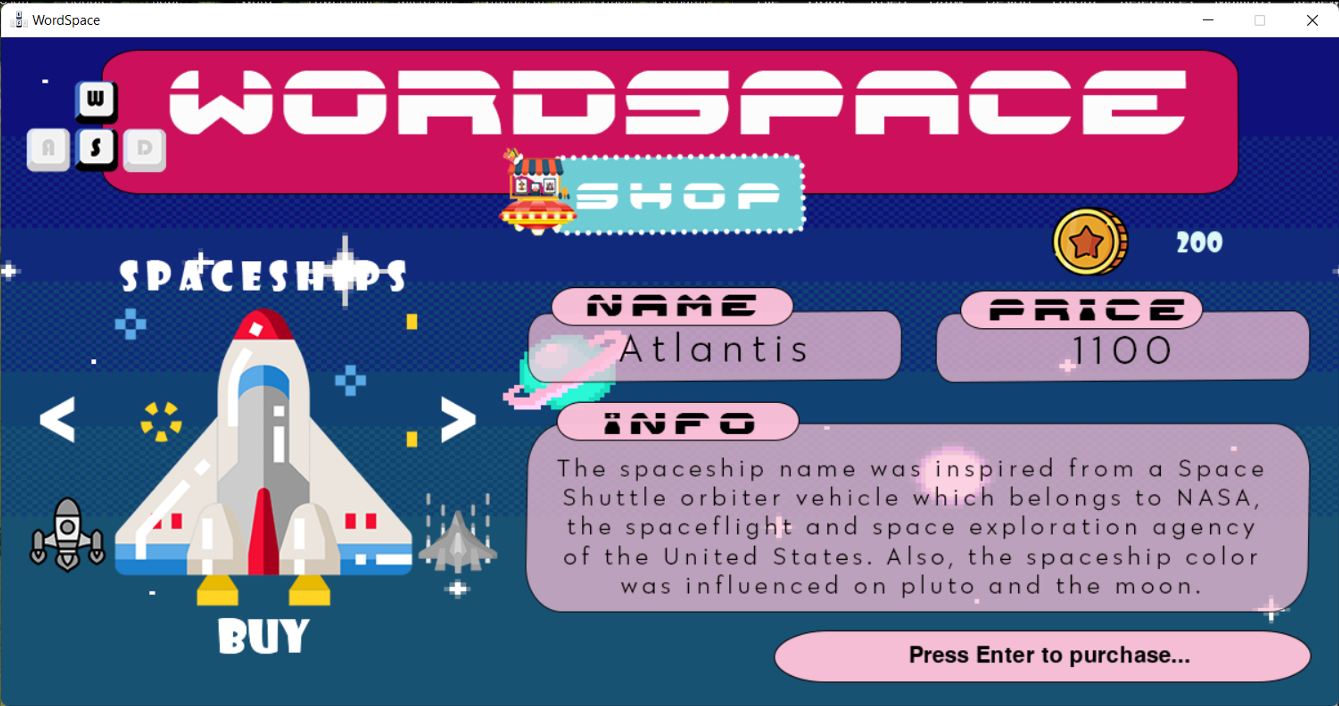 WordSpace
WORDSPACE
W
A S D
SHOP
200
SPACESHIPS
NAME
PRICE
Atlantis
1100
< >
INFO
The spaceship name was inspired from a Space
Shuttle orbiter vehicle which belongs to NASA,
the spaceflight and space exploration agency
of the United States. Also, the spaceship color
was influenced on pluto and the moon.
BUY
Press Enter to purchase...